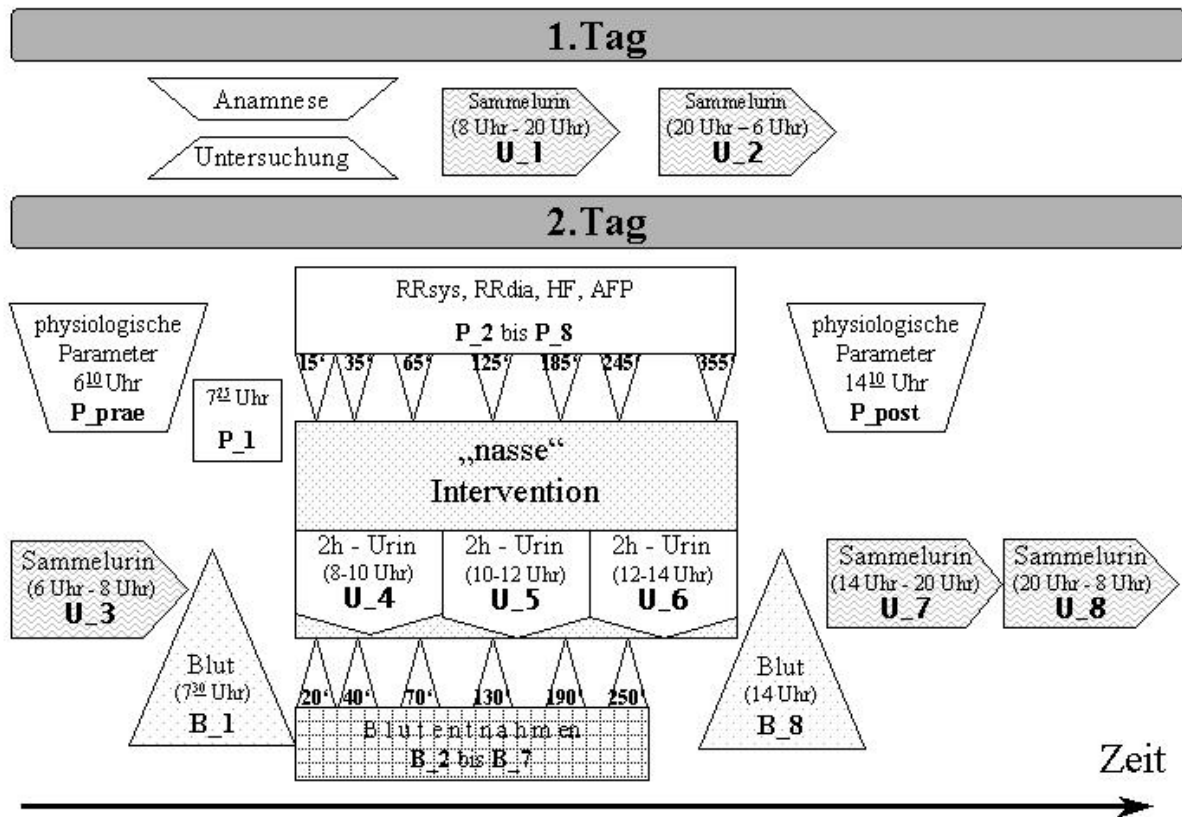 1.Tag
Anamnese
Untersuchung
Sammelurin
(8 Uhr - 20 Uhr)
U_1
Sammelurin
(20 Uhr – 6 Uhr)
U_2
2.Tag
physiologische
Parameter
610 Uhr
P_prae
725 Uhr
P_1
RRsys, RRdia, HF, AFP
P_2 bis P_8
15‘ 35‘ 65‘ 125‘ 185‘ 245‘ 355‘
„nasse“
Intervention
physiologische
Parameter
1410 Uhr
P_post
Sammelurin
(6 Uhr - 8 Uhr)
U_3
Blut
(730 Uhr)
B_1
2h - Urin
(8-10 Uhr)
U_4
2h - Urin
(10-12 Uhr)
U_5
2h - Urin
(12-14 Uhr)
U_6
20‘ 40‘ 70‘ 130‘ 190‘ 250‘
Blutentnahmen
B_2 bis B_7
Blut
(14 Uhr)
B_8
Sammelurin
(14 Uhr - 20 Uhr)
U_7
Sammelurin
(20 Uhr - 8 Uhr)
U_8
Zeit